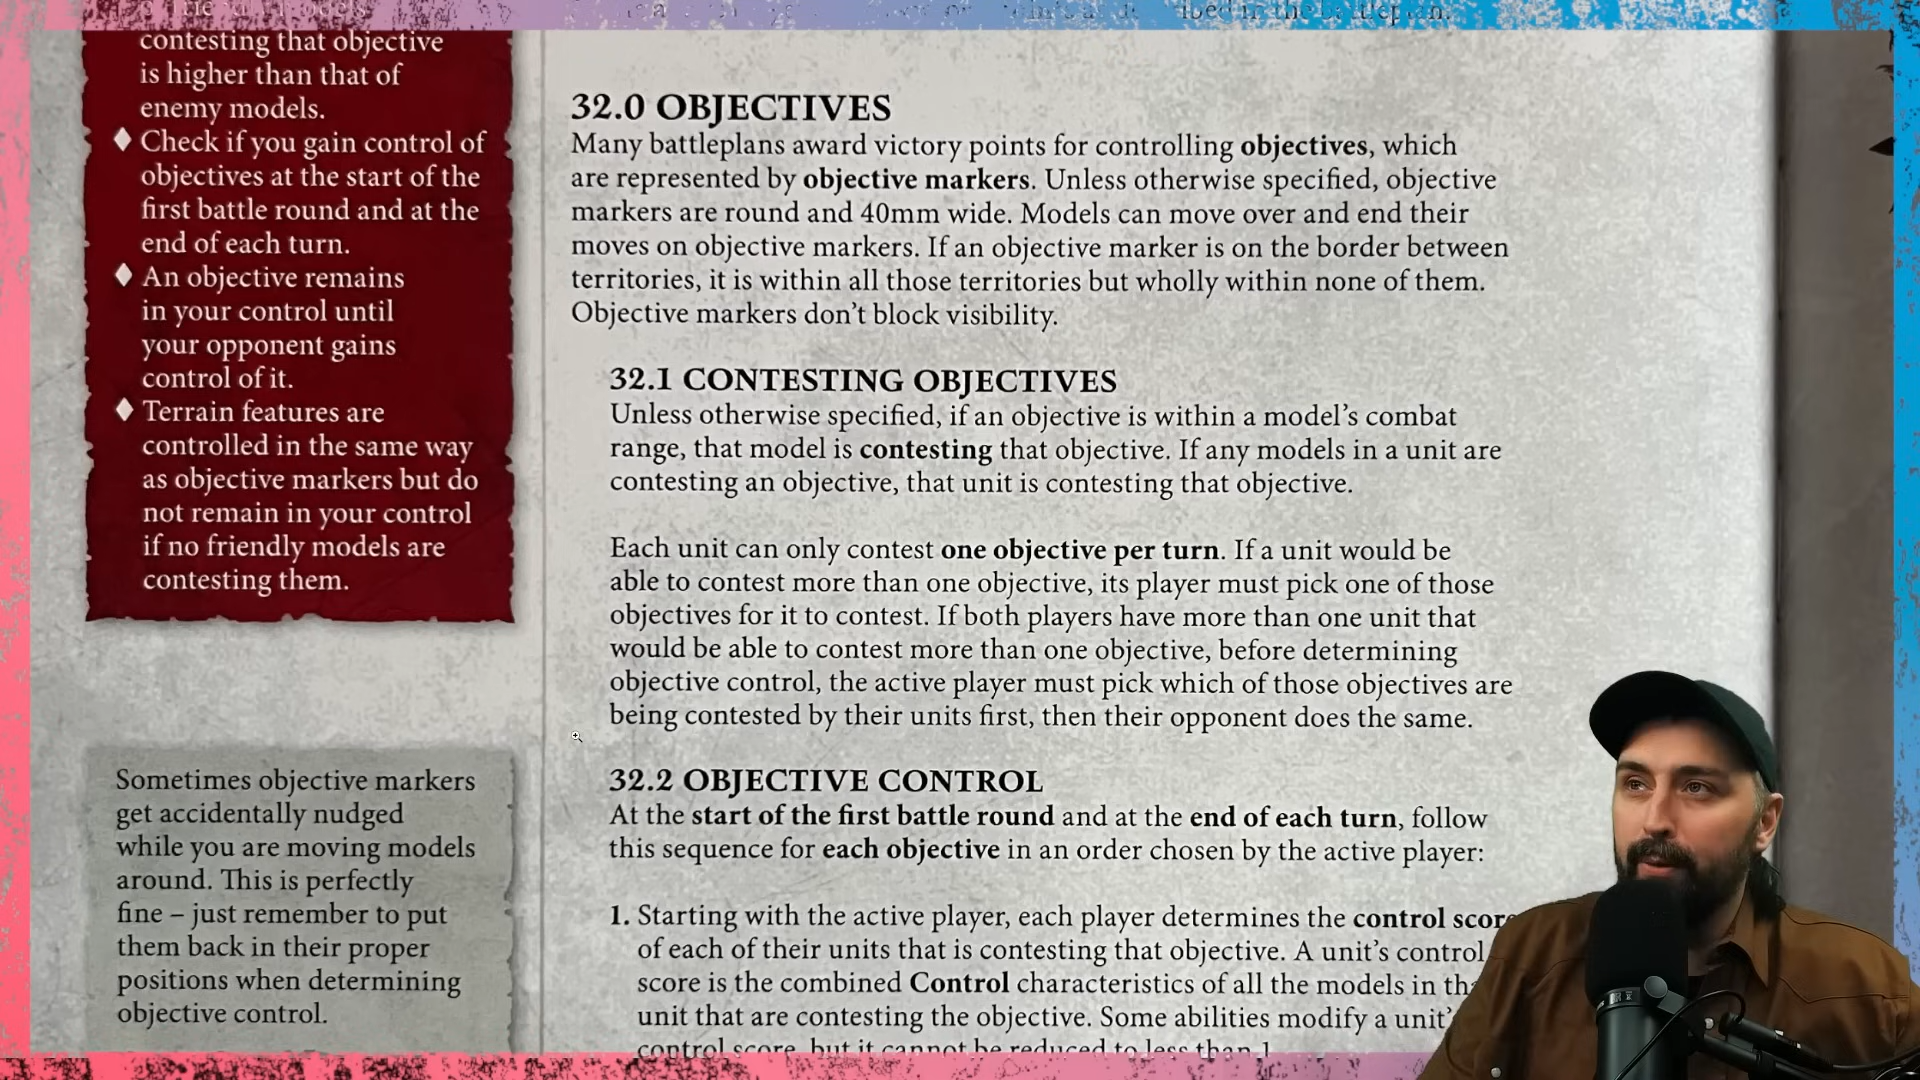 contesting that objective
is higher than that of
enemy models.
Check if you gain control of
objectives at the start of the
first battle round and at the
end of each turn.
An objective remains
in your control until
your opponent gains
control of it.
Terrain features are
controlled in the same way
as objective markers but do
not remain in your control
if no friendly models are
contesting them.
Sometimes objective markers
get accidentally nudged
while you are moving models
around. This is perfectly
fine – just remember to put
them back in their proper
positions when determining
objective control.
32.0 OBJECTIVES
Many battleplans award victory points for controlling objectives, which
are represented by objective markers. Unless otherwise specified, objective
markers are round and 40mm wide. Models can move over and end their
moves on objective markers. If an objective marker is on the border between
territories, it is within all those territories but wholly within none of them.
Objective markers don't block visibility.
32.1 CONTESTING OBJECTIVES
Unless otherwise specified, if an objective is within a model's combat
range, that model is contesting that objective. If any models in a unit are
contesting an objective, that unit is contesting that objective.
Each unit can only contest one objective per turn. If a unit would be
able to contest more than one objective, its player must pick one of those
objectives for it to contest. If both players have more than one unit that
would be able to contest more than one objective, before determining
objective control, the active player must pick which of those objectives are
being contested by their units first, then their opponent does the same.
32.2 OBJECTIVE CONTROL
At the start of the first battle round and at the end of each turn, follow
this sequence for each objective in an order chosen by the active player:
1. Starting with the active player, each player determines the control score
of each of their units that is contesting that objective. A unit's control
score is the combined Control characteristics of all the models in
unit that are contesting the objective. Some abilities modify a unit's
control score, but it cannot be reduced to less than 1